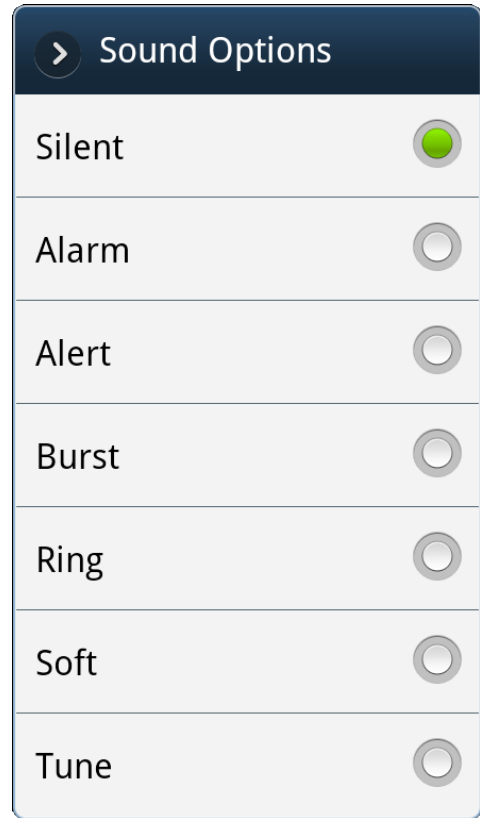 Sound Options
Silent
Alarm
Alert
Burst
Ring
Soft
Tune